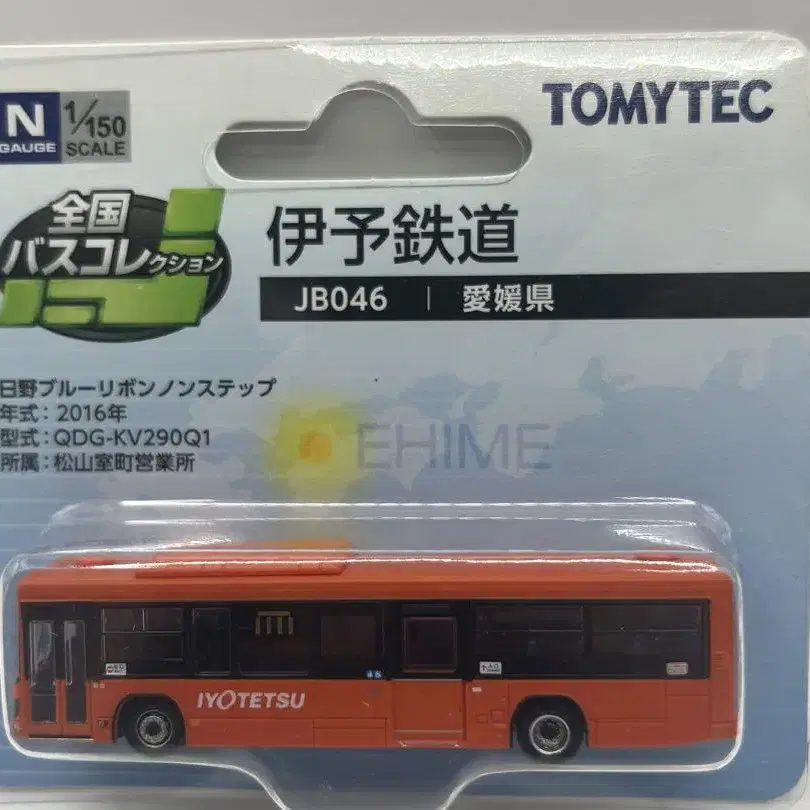 N
GAUGE
1/150
SCALE
TOMYTEC
全国
バスコレクション
伊予鉄道
JB046 | 愛媛県
日野ブルーリボンノンステップ
年式：2016年
型式：QDG-KV290Q1
所属：松山室町営業所
EHIME
IYOTETSU
入口